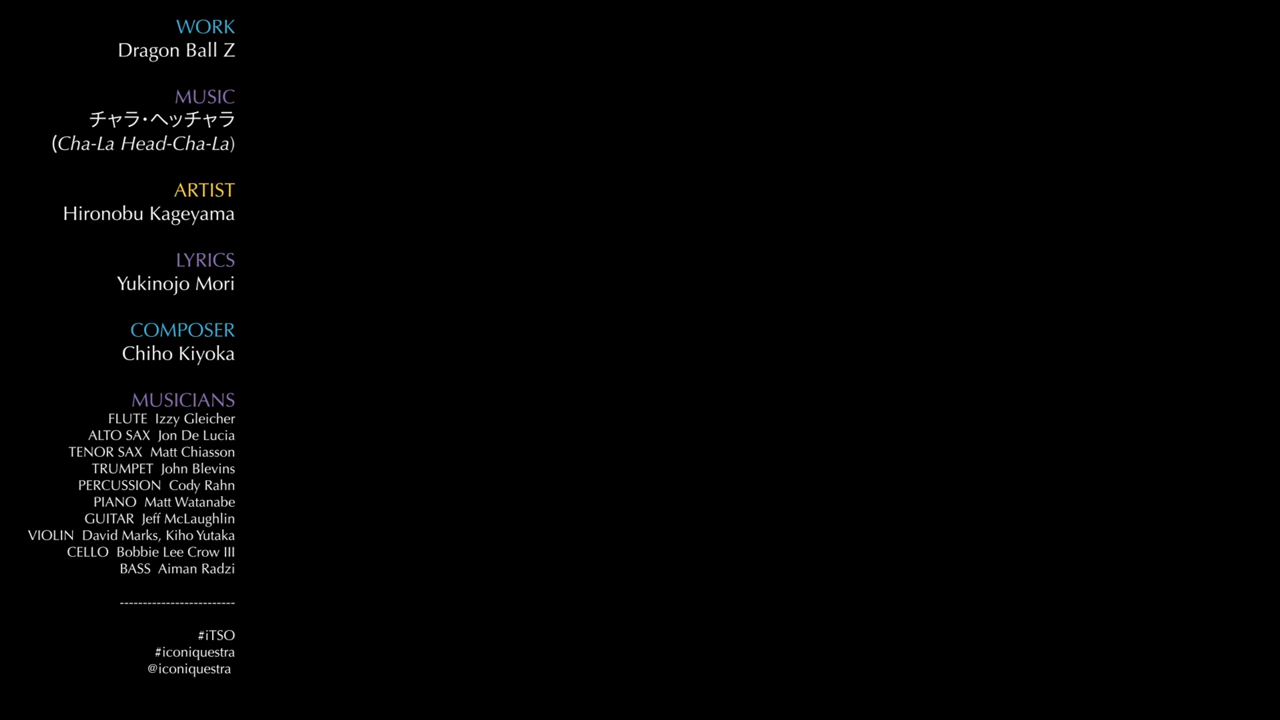 WORK
Dragon Ball Z
MUSIC
チャラ・ヘッチャラ
(Cha-La Head-Cha-La)
ARTIST
Hironobu Kageyama
LYRICS
Yukinojo Mori
COMPOSER
Chiho Kiyoka
MUSICIANS
FLUTE Izzy Gleicher
ALTO SAX Jon De Lucia
TENOR SAX Matt Chiasson
TRUMPET John Blevins
PERCUSSION Cody Rahn
PIANO Matt Watanabe
GUITAR Jeff McLaughlin
VIOLIN David Marks, Kiho Yutaka
CELLO Bobbie Lee Crow III
BASS Aiman Radzi
-------------------------
#iTSO
#iconiquestra
@iconiquestra